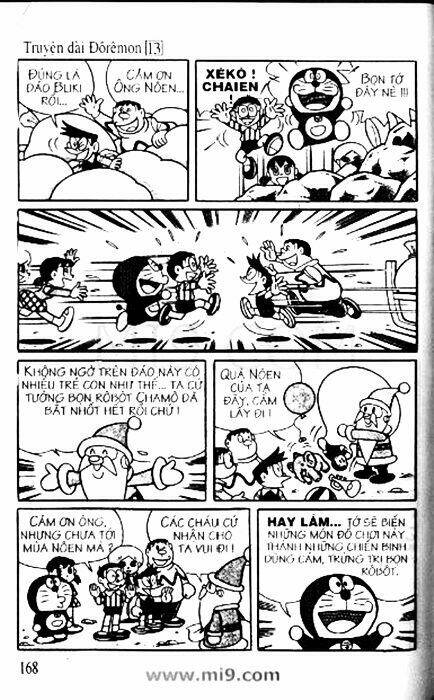 Truyện dài Đôrêmon [13]
ĐÚNG LÀ
ĐẢO BLIKI
RỒI...
CẢM ƠN
ÔNG NÔEN...
XÊKÔ !
CHAIEN !
BỌN TỚ
ĐÂY NÈ !!!
KHÔNG NGỜ TRÊN ĐẢO NÀY CÓ
NHIỀU TRẺ CON NHƯ THẾ... TA CỨ
TƯỞNG BỌN RÔBÔT CHAMÔ ĐÃ
BẮT NHỐT HẾT RỒI CHỨ !
QUÀ NÔEN
CỦA TA
ĐÂY, CẦM
LẤY ĐI !
CẢM ƠN ÔNG,
NHƯNG CHƯA TỚI
MÙA NÔEN MÀ ?
CÁC CHÁU CỨ
NHẬN CHO
TA VUI ĐI !
HAY LẮM... TỚ SẼ BIẾN
NHỮNG MÓN ĐỒ CHƠI NÀY
THÀNH NHỮNG CHIẾN BINH
DŨNG CẢM, TRỪNG TRỊ BỌN
RÔBÔT.
168
www.mi9.com